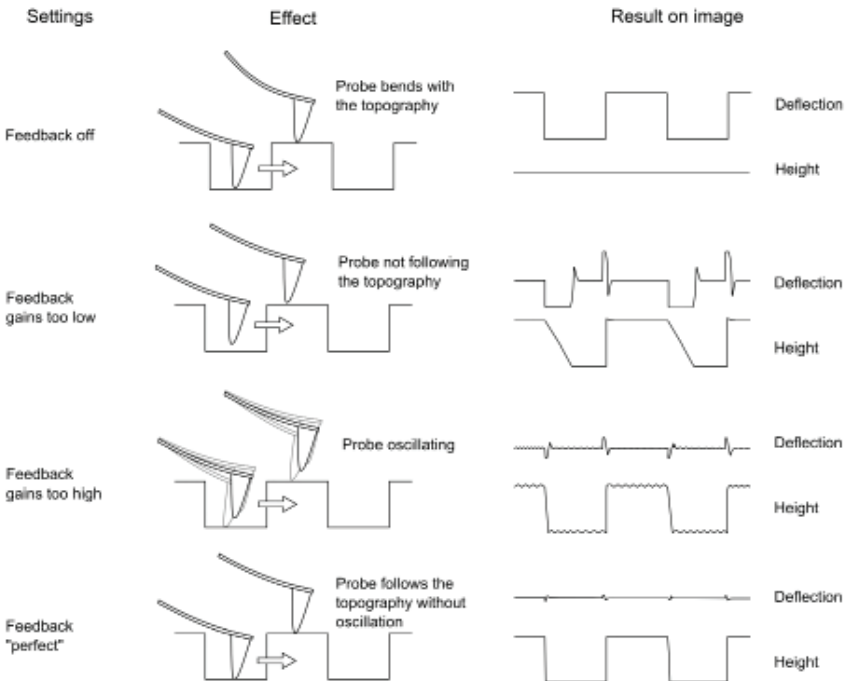 Settings
Effect
Result on image
Feedback off
Probe bends with
the topography
Deflection
Height
Feedback
gains too low
Probe not following
the topography
Deflection
Height
Feedback
gains too high
Probe oscillating
Deflection
Height
Feedback
"perfect"
Probe follows the
topography without
oscillation
Deflection
Height